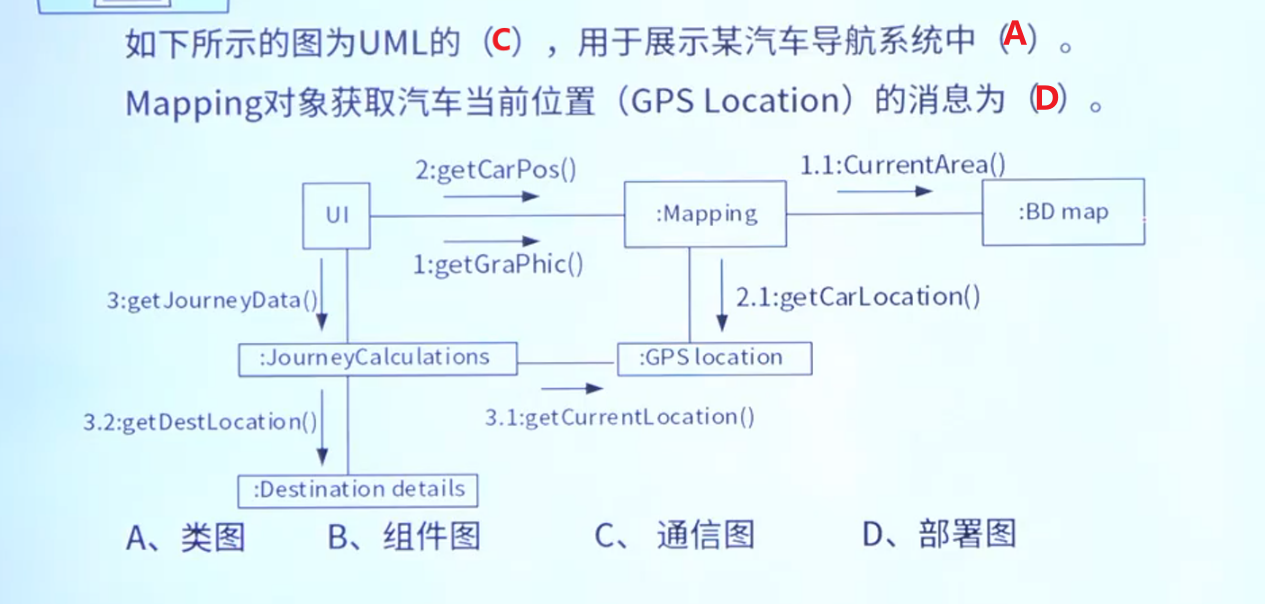 如下所示的图为UML的（C），用于展示某汽车导航系统中（A）。
Mapping对象获取汽车当前位置（GPS Location）的消息为（D）。
2:getCarPos()
1.1:CurrentArea()
UI
:Mapping
:BD map
1:getGraPhic()
3:getJourneyData()
2.1:getCarLocation()
:JourneyCalculations
:GPS location
3.2:getDestLocation()
3.1:getCurrentLocation()
:Destination details
A、类图 B、组件图 C、 通信图 D、部署图